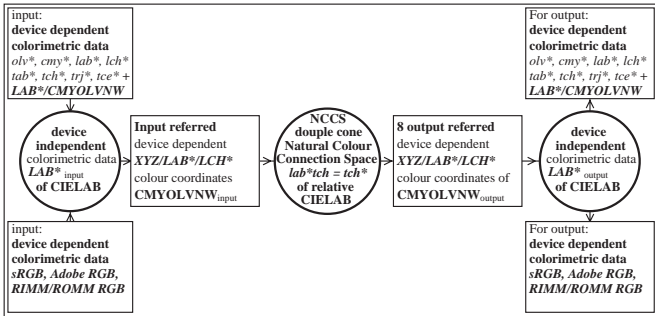 input:
device dependent
colorimetric data
olv*, cmy*, lab*, lch*
tab*, tch*, trj*, tce* +
LAB*/CMYOLVNW
device
independent
colorimetric data
LAB* input
of CIELAB
input:
device dependent
colorimetric data
sRGB, Adobe RGB,
RIMM/ROMM RGB
Input referred
device dependent
XYZ/LAB*/LCH*
colour coordinates
CMYOLVNWinput
NCCS
douple cone
Natural Colour
Connection Space
lab*tch = tch*
of relative
CIELAB
8 output referred
device dependent
XYZ/LAB*/LCH*
colour coordinates of
CMYOLVNWoutput
For output:
device dependent
colorimetric data
olv*, cmy*, lab*, lch*
tab*, tch*, trj*, tce* +
LAB*/CMYOLVNW
device
independent
colorimetric data
LAB* output
of CIELAB
For output:
device dependent
colorimetric data
sRGB, Adobe RGB,
RIMM/ROMM RGB